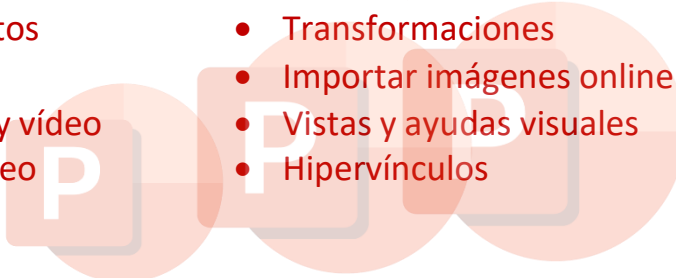 tos
• Transformaciones
• Importar imágenes online
y vídeo
• Vistas y ayudas visuales
eo
• Hipervínculos
P P P